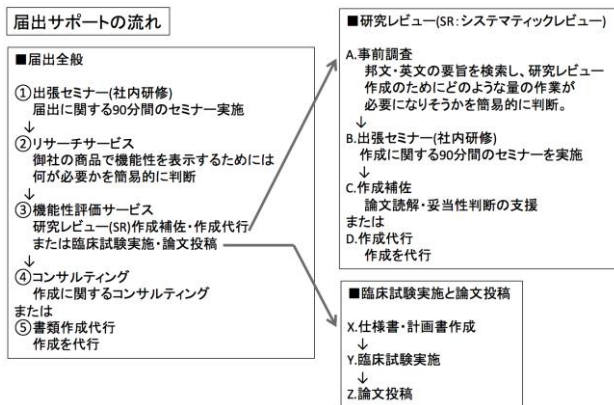 届出サポートの流れ
■届出全般
①出張セミナー(社内研修)
届出に関する90分間のセミナー実施
↓
②リサーチサービス
御社の商品で機能性を表示するためには
何が必要かを簡易的に判断
↓
③機能性評価サービス
研究レビュー(SR)作成補佐・作成代行
または臨床試験実施・論文投稿
↓
④コンサルティング
作成に関するコンサルティング
または
⑤書類作成代行
作成を代行
■研究レビュー(SR:システマティックレビュー)
A.事前調査
邦文・英文の要旨を検索し、研究レビュー
作成のためにどのような量の作業が
必要になりそうかを簡易的に判断。
↓
B.出張セミナー(社内研修)
作成に関する90分間のセミナーを実施
↓
C.作成補佐
論文読解・妥当性判断の支援
または
D.作成代行
作成を代行
■臨床試験実施と論文投稿
X.仕様書・計画書作成
↓
Y.臨床試験実施
↓
Z.論文投稿